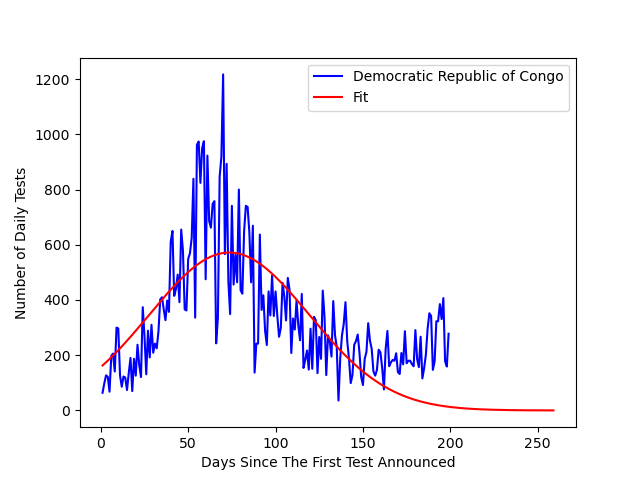 Democratic Republic of Congo
Fit
Number of Daily Tests
1200
1000
800
600
400
200
0
0 50 100 150 200 250
Days Since The First Test Announced